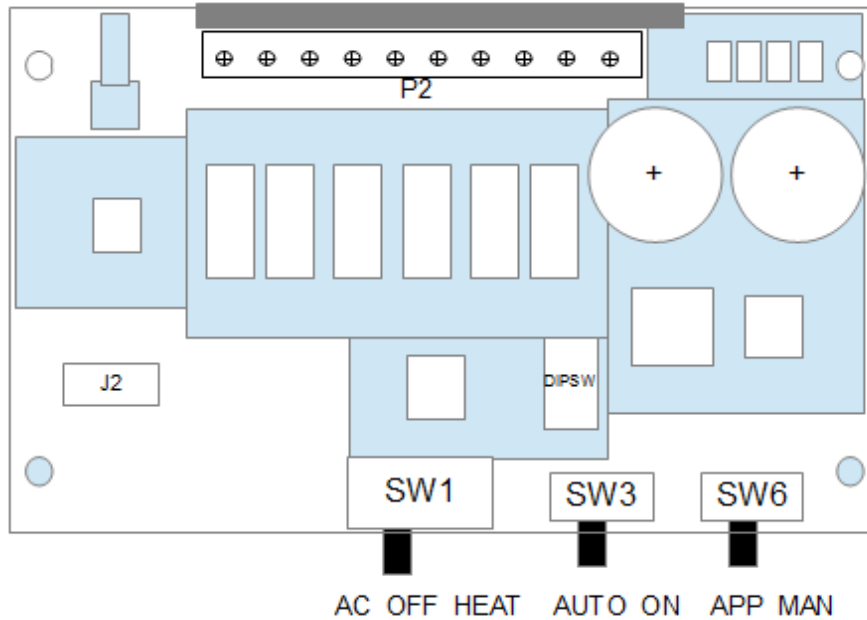 P2
+ +
DIPSW
J2
SW1 SW3 SW6
AC OFF HEAT AUTO ON APP MAN